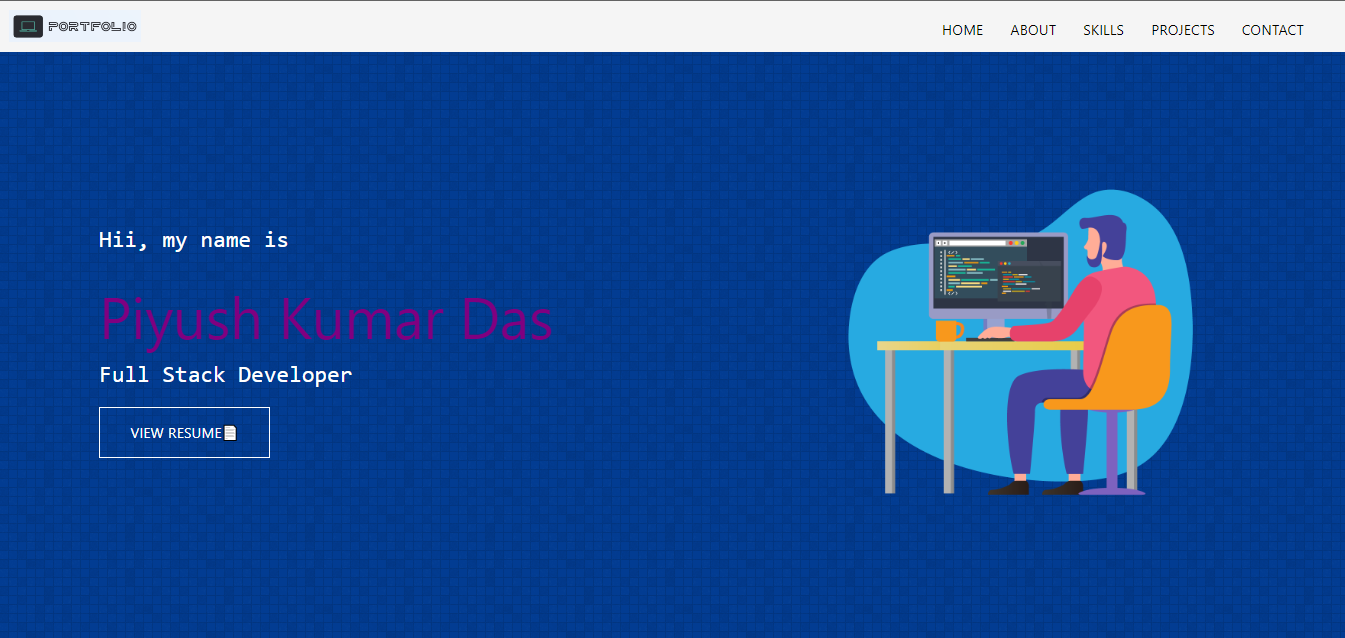 PORTFOLIO
HOME ABOUT SKILLS PROJECTS CONTACT
Hii, my name is
Piyush Kumar Das
Full Stack Developer
VIEW RESUME📄